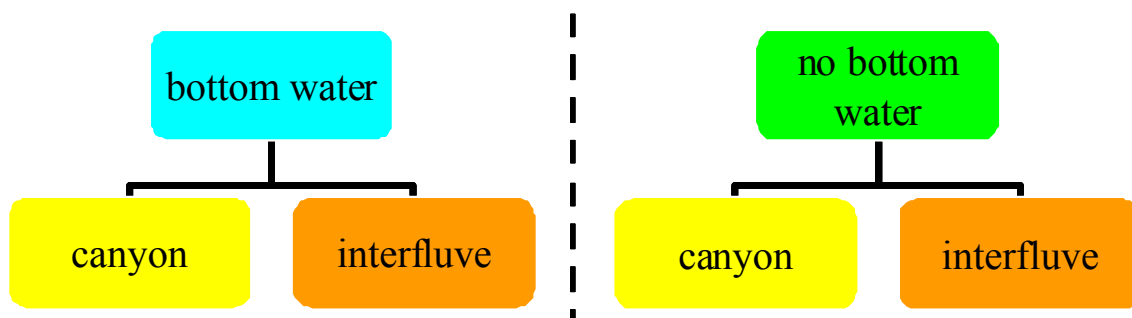 bottom water
no bottom
water
canyon
interfluve
canyon
interfluve